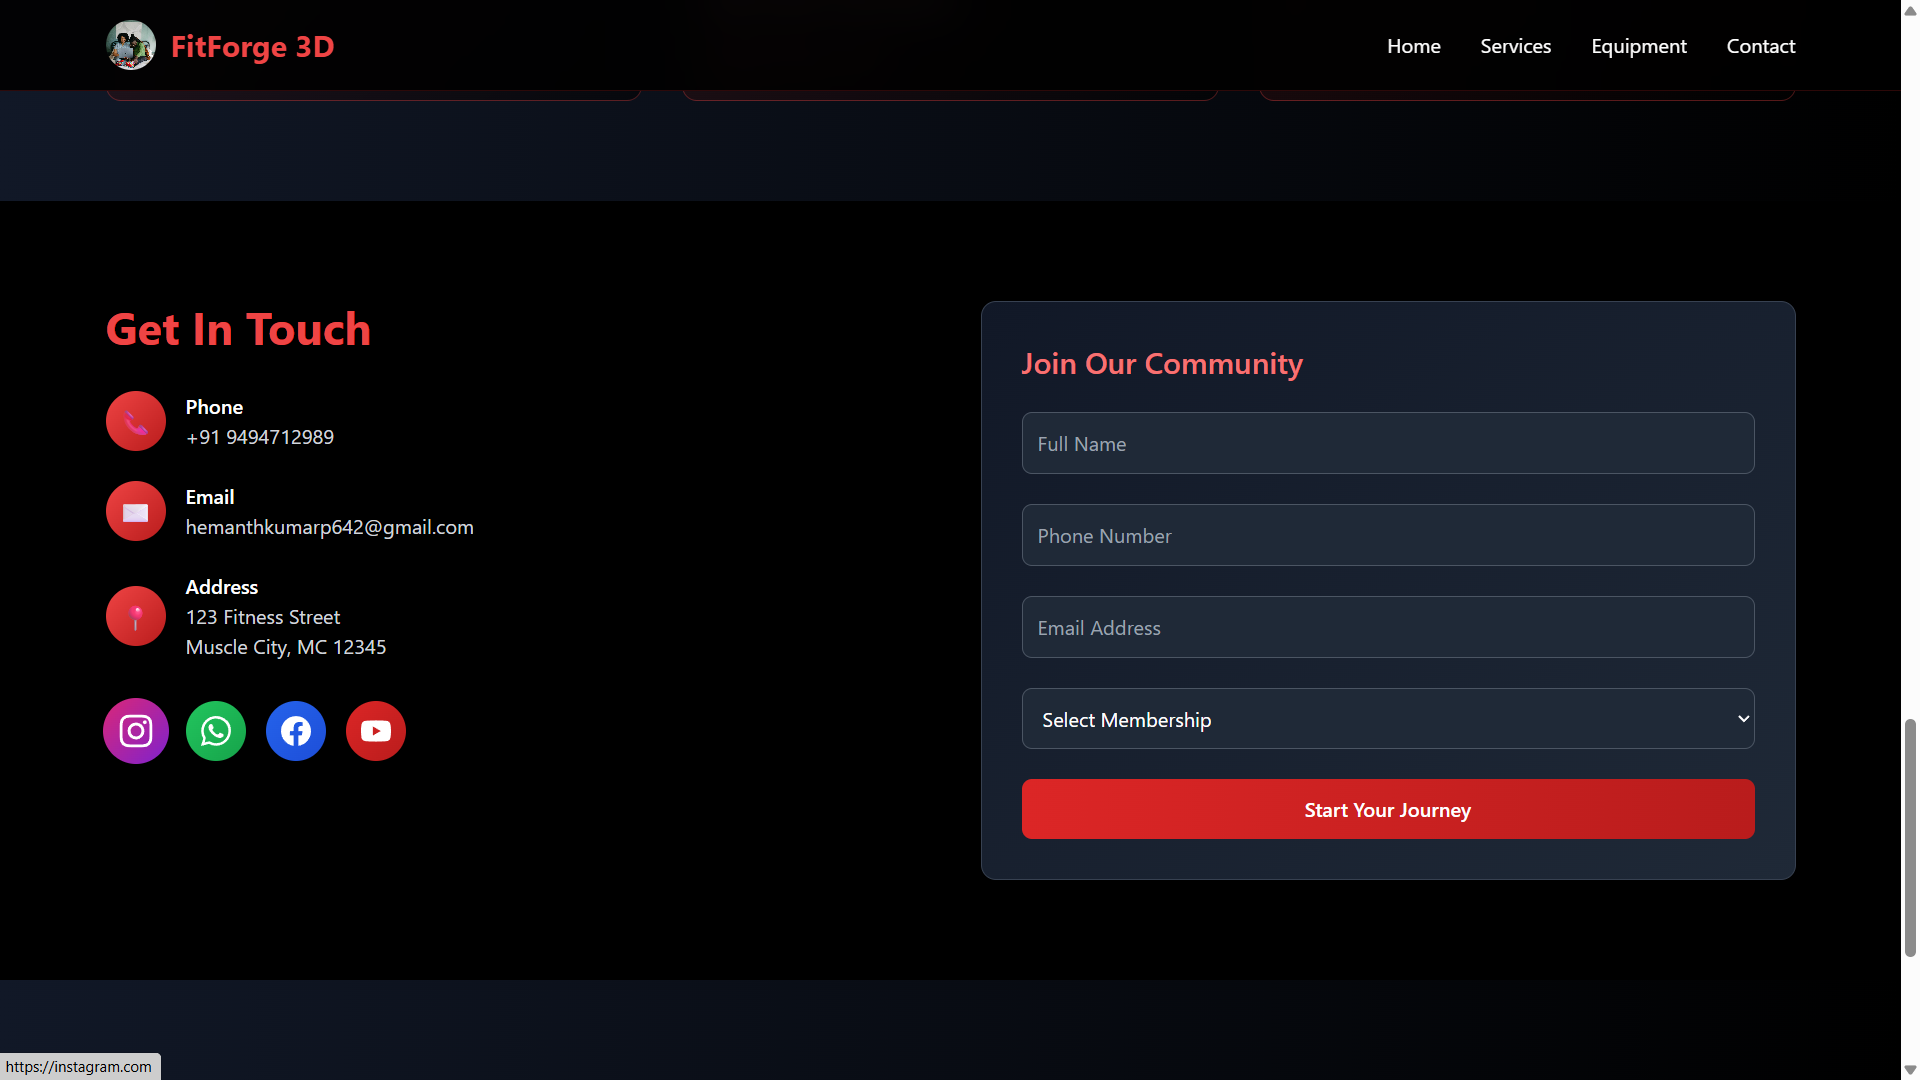 FitForge 3D
Home
Services
Equipment
Contact
Get In Touch
Phone
+91 9494712989
Email
hemanthkumarp642@gmail.com
Address
123 Fitness Street
Muscle City, MC 12345
Join Our Community
Full Name
Phone Number
Email Address
Select Membership
Start Your Journey
https://instagram.com